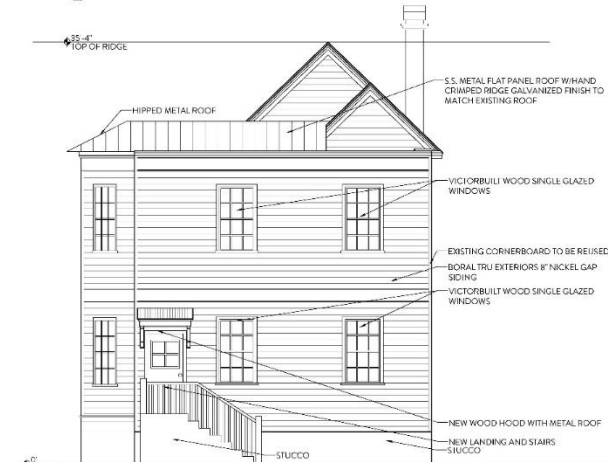 35'-4"
TOP OF RIDGE
HIPPED METAL ROOF
S.S. METAL FLAT PANEL ROOF W/HAND
CRIMPED RIDGE GALVANIZED FINISH TO
MATCH EXISTING ROOF
VICTORBUILT WOOD SINGLE GLAZED
WINDOWS
EXISTING CORNERBOARD TO BE REUSED
BORAL TRU EXTERIORS 8" NICKEL GAP
SIDING
VICTORBUILT WOOD SINGLE GLAZED
WINDOWS
NEW WOOD HOOD WITH METAL ROOF
NEW LANDING AND STAIRS
STUCCO
STUCCO
0'